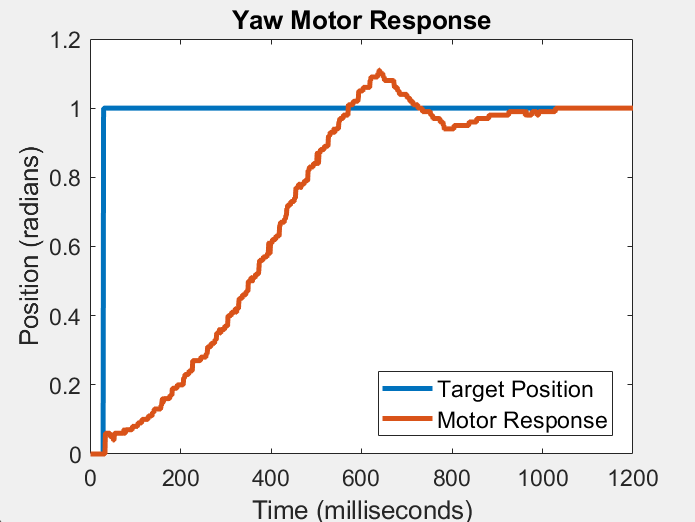 Yaw Motor Response
1.2
1
0.8
0.6
0.4
0.2
0
Position (radians)
Target Position
Motor Response
0 200 400 600 800 1000 1200
Time (milliseconds)